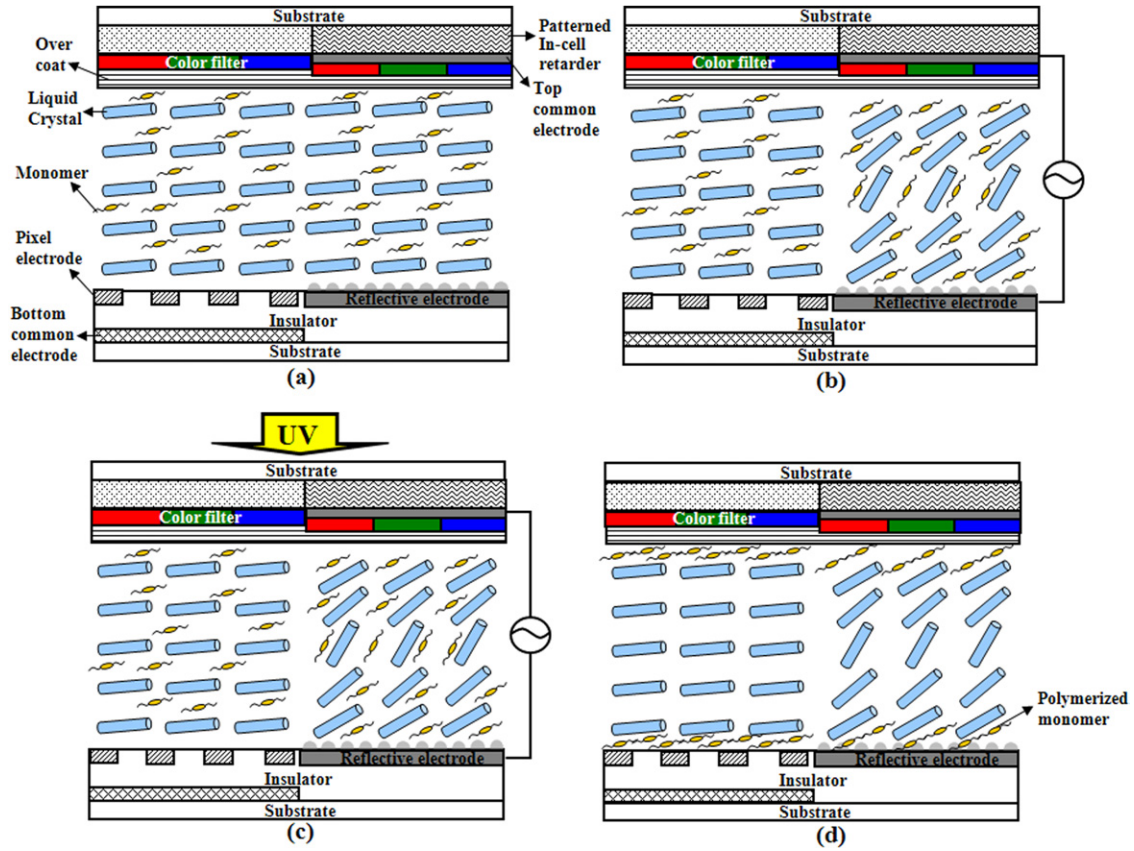 Substrate
Over
coat
Color filter
Patterned
In-cell
retarder
Top
common
electrode
Liquid
Crystal
Monomer
Pixel
electrode
Reflective electrode
Bottom
common
electrode
Insulator
Substrate
(a)
Substrate
Color filter
Reflective electrode
Insulator
Substrate
(b)
UV
Substrate
Color filter
Reflective electrode
Insulator
Substrate
(c)
Substrate
Color filter
Polymerized
monomer
Reflective electrode
Insulator
Substrate
(d)